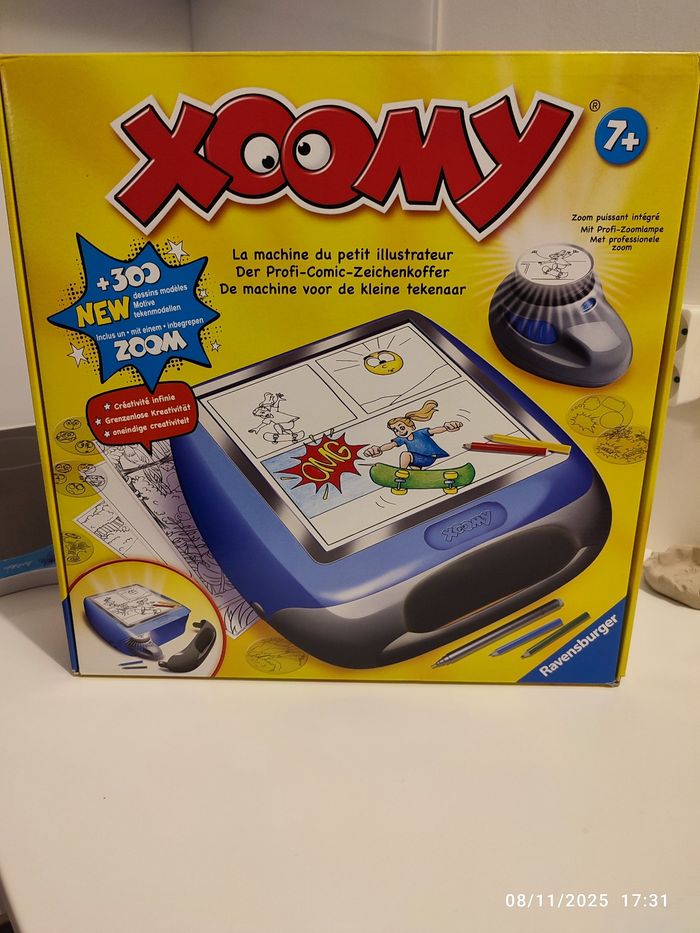 XOOMY®
7+
Zoom puissant intégré
Mit Profi-Zoomlampe
Met professionele
zoom
La machine du petit illustrateur
Der Profi-Comic-Zeichenkoffer
De machine voor de kleine tekenaar
+300
NEW
dessins modèles
Motive
tekenmodellen
Inclus un • mit einem • inbegrepen
ZOOM
Créativité infinie
Grenzenlose Kreativität
oneindige creativiteit
OMG
XOOMY
Ravensburger
08/11/2025 17:31